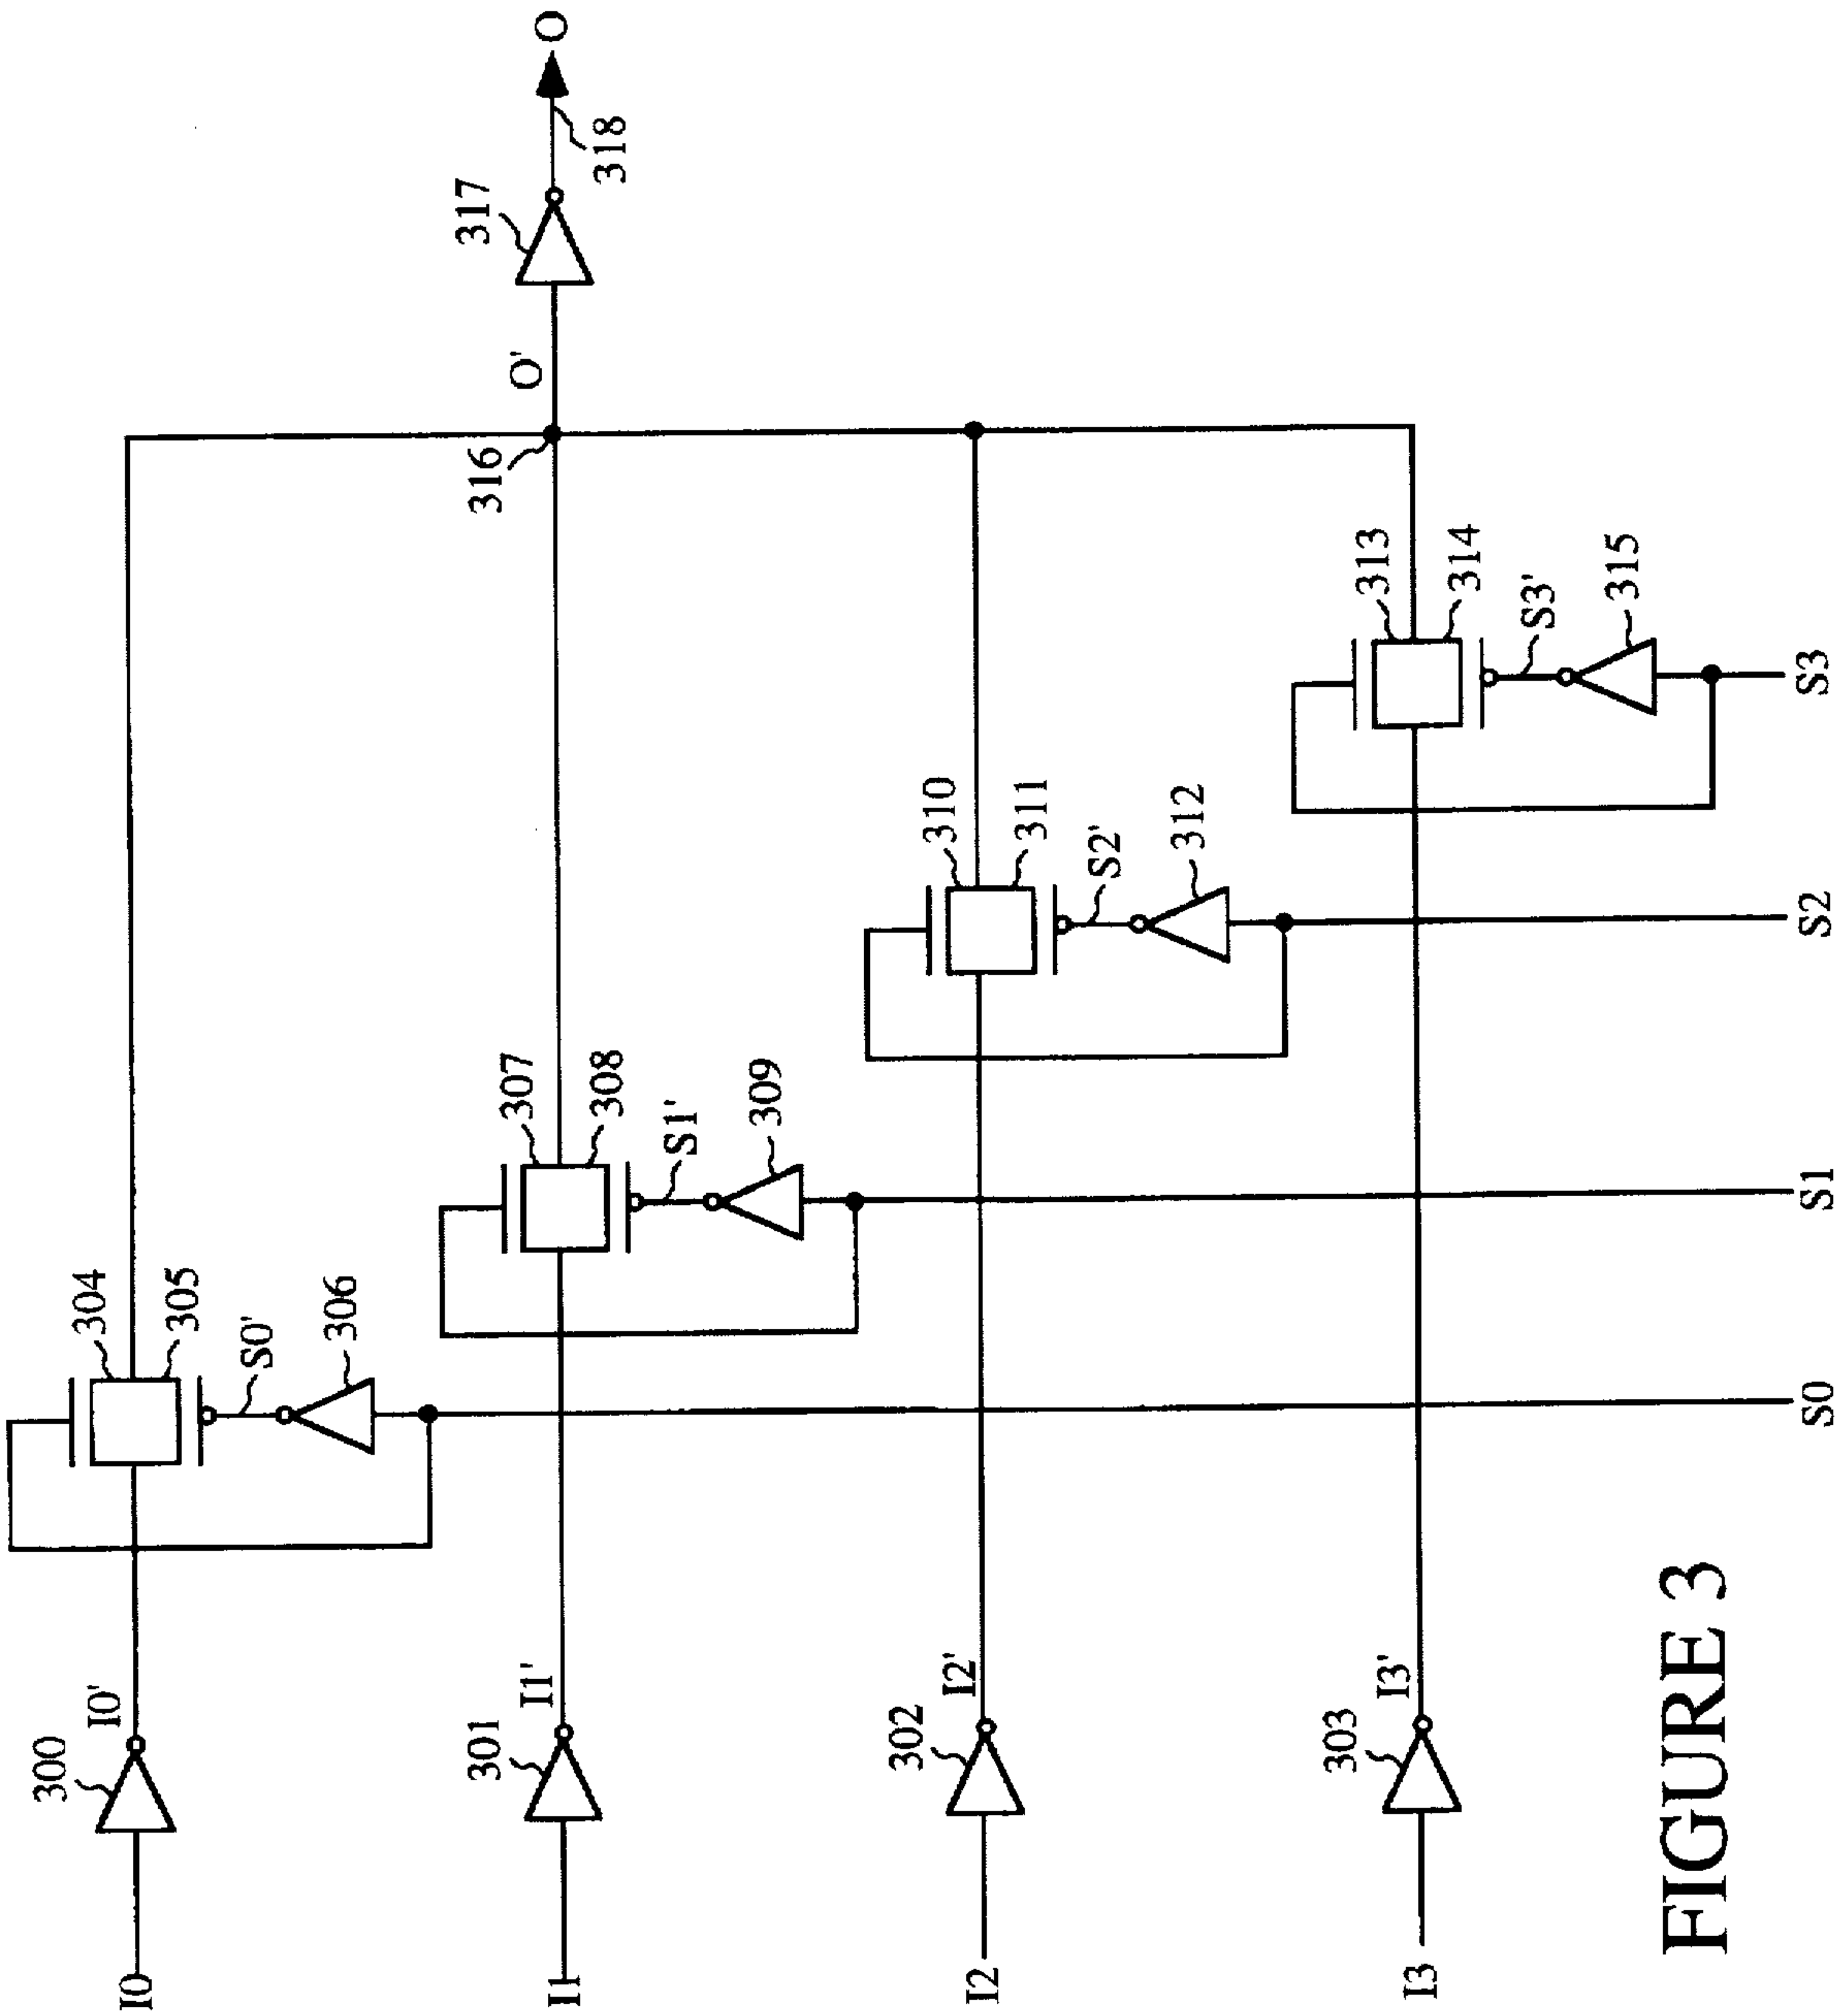 I0
300
I0'
304
305
S0'
306
I1
301
I1'
307
308
S1'
309
316
O'
317
318
O
I2
302
I2'
310
311
S2'
312
I3
303
I3'
313
314
S3'
315
S0
S1
S2
S3
FIGURE 3